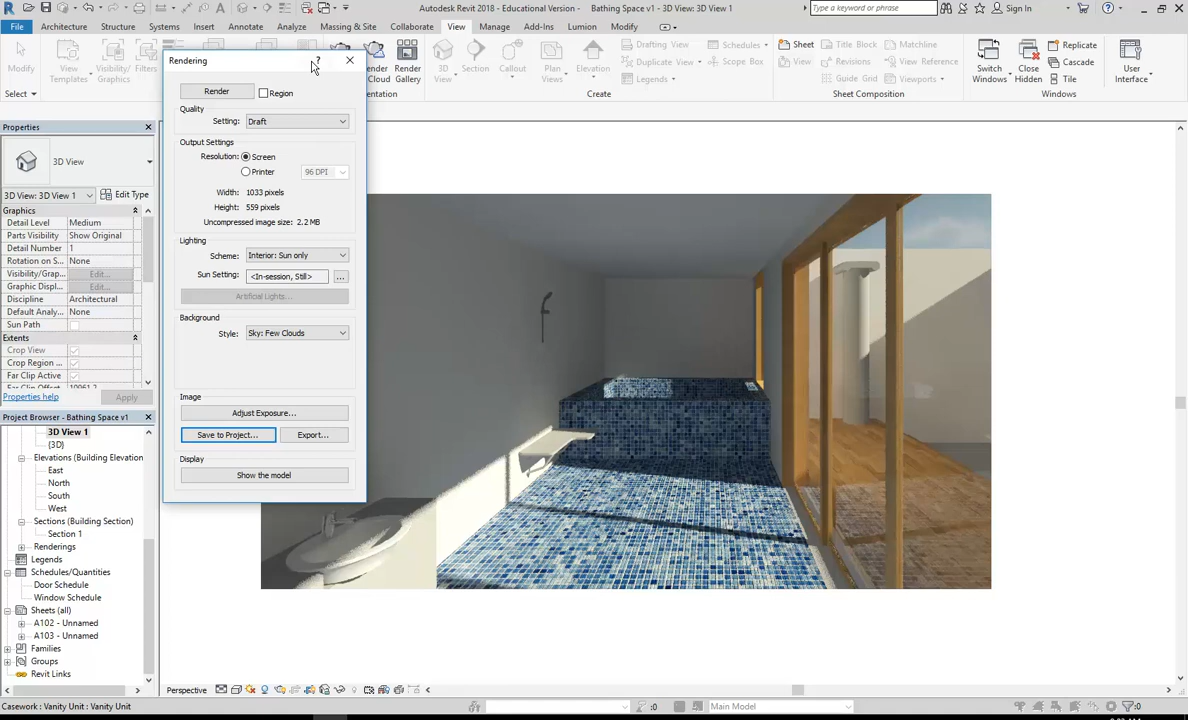 Autodesk Revit 2018 - Educational Version - Bathing Space v1 - 3D View: 3D View 1
Type a keyword or phrase
Sign In
File Architecture Structure Systems Insert Annotate Analyze Massing & Site Collaborate View Manage Add-Ins Lumion Modify
Modify
View Templates
Visibility/ Graphics
Filters
Render Cloud
Render Gallery
3D View
Section
Callout
Plan Views
Elevation
Drafting View
Duplicate View
Legends
Schedules
Scope Box
Sheet
View
Title Block
Revisions
Guide Grid
Matchline
View Reference
Viewports
Switch Windows
Replicate
Cascade
Tile
User Interface
Select
Create
Sheet Composition
Windows
Rendering
?
Render
Region
Quality
Setting: Draft
Output Settings
Resolution: Screen
Printer 96 DPI
Width: 1033 pixels
Height: 559 pixels
Uncompressed image size: 2.2 MB
Lighting
Scheme: Interior: Sun only
Sun Setting: <In-session, Still> ...
Artificial Lights...
Background
Style: Sky: Few Clouds
Image
Adjust Exposure...
Save to Project... Export...
Display
Show the model
Properties
3D View
3D View: 3D View 1 Edit Type
Graphics
Detail Level Medium
Parts Visibility Show Original
Detail Number 1
Rotation on S None
Visibility/Grap... Edit...
Graphic Displ... Edit...
Discipline Architectural
Default Analy... None
Sun Path
Extents
Crop View
Crop Region ...
Far Clip Active
Far Clip Offset 10961.2
Properties help Apply
Project Browser - Bathing Space v1
3D View 1
{3D}
Elevations (Building Elevation
East
North
South
West
Sections (Building Section)
Section 1
Renderings
Legends
Schedules/Quantities
Door Schedule
Window Schedule
Sheets (all)
A102 - Unnamed
A103 - Unnamed
Families
Groups
Revit Links
Perspective
Casework : Vanity Unit : Vanity Unit
:0
Main Model
:0